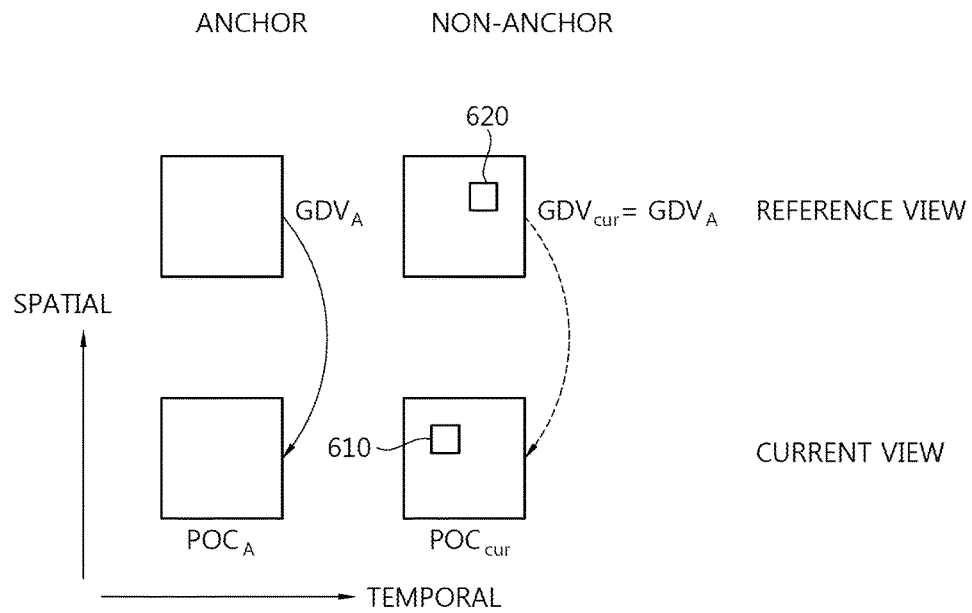 ANCHOR NON-ANCHOR
620
GDV_A GDV_cur = GDV_A REFERENCE VIEW
SPATIAL
610 CURRENT VIEW
POC_A POC_cur
TEMPORAL